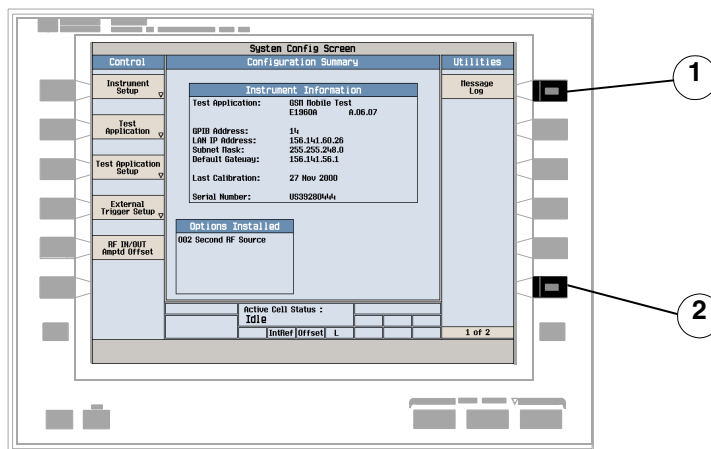 System Config Screen
Control
Configuration Summary
Utilities
Instrument
Setup
Test
Application
Test Application
Setup
External
Trigger Setup
RF IN/OUT
Amptd Offset
Instrument Information
Test Application: GSM Mobile Test
E1960A A.06.07
GPIB Address: 14
LAN IP Address: 156.141.60.26
Subnet Mask: 255.255.248.0
Default Gateway: 156.141.56.1
Last Calibration: 27 Nov 2000
Serial Number: US39280444
Options Installed
002 Second RF Source
Message
Log
Active Cell Status :
Idle
IntRef Offset L
1 of 2
1
2